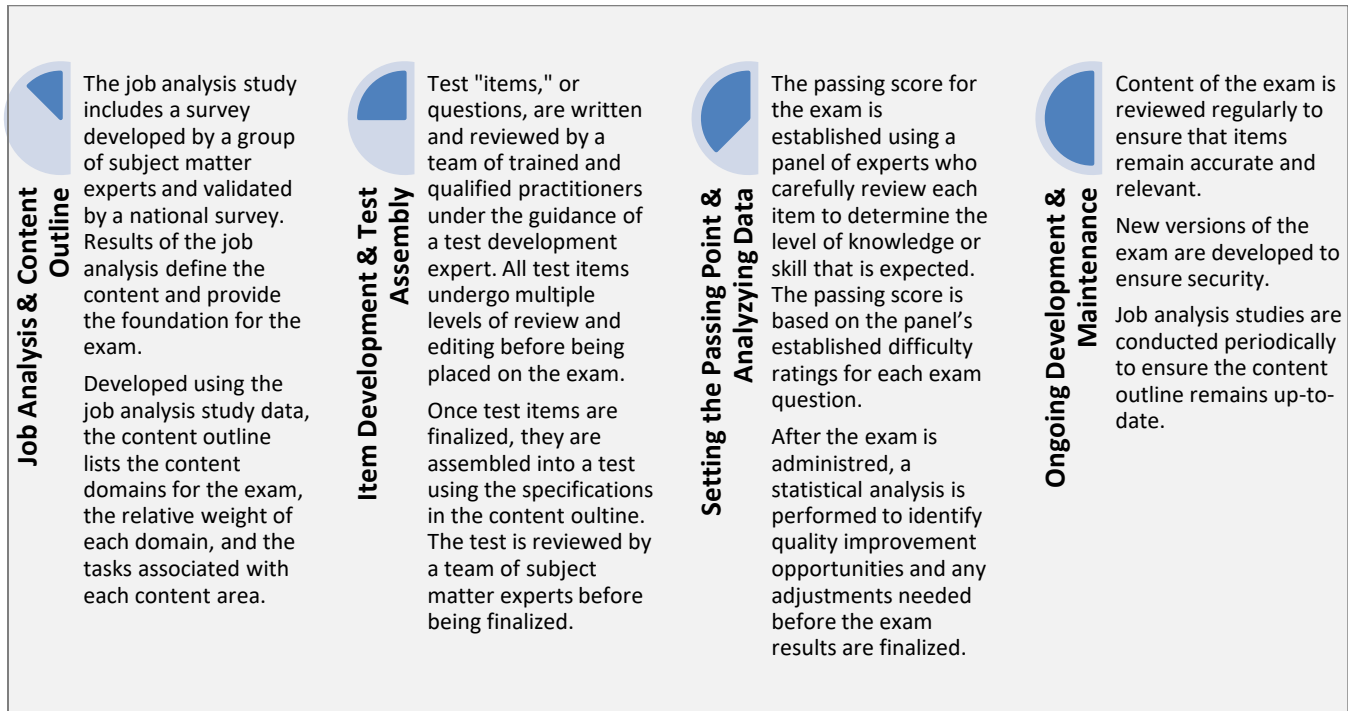 Job Analysis & Content
Outline
The job analysis study
includes a survey
developed by a group
of subject matter
experts and validated
by a national survey.
Results of the job
analysis define the
content and provide
the foundation for the
exam.
Developed using the
job analysis study data,
the content outline
lists the content
domains for the exam,
the relative weight of
each domain, and the
tasks associated with
each content area.
Item Development & Test
Assembly
Test "items," or
questions, are written
and reviewed by a
team of trained and
qualified practitioners
under the guidance of
a test development
expert. All test items
undergo multiple
levels of review and
editing before being
placed on the exam.
Once test items are
finalized, they are
assembled into a test
using the specifications
in the content oultine.
The test is reviewed by
a team of subject
matter experts before
being finalized.
Setting the Passing Point &
Analyzying Data
The passing score for
the exam is
established using a
panel of experts who
carefully review each
item to determine the
level of knowledge or
skill that is expected.
The passing score is
based on the panel’s
established difficulty
ratings for each exam
question.
After the exam is
administred, a
statistical analysis is
performed to identify
quality improvement
opportunities and any
adjustments needed
before the exam
results are finalized.
Ongoing Development &
Maintenance
Content of the exam is
reviewed regularly to
ensure that items
remain accurate and
relevant.
New versions of the
exam are developed to
ensure security.
Job analysis studies are
conducted periodically
to ensure the content
outline remains up-to-
date.